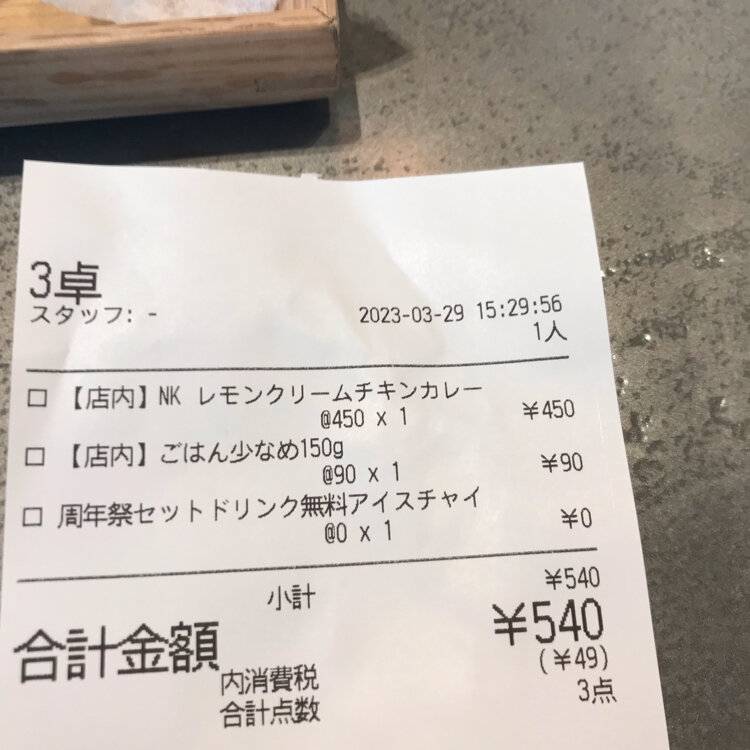 3卓
スタッフ: -
2023-03-29 15:29:56
1人
□ 【店内】NK レモンクリームチキンカレー
@450 x 1 ¥450
□ 【店内】ごはん少なめ150g
@90 x 1 ¥90
□ 周年祭セットドリンク無料アイスチャイ
@0 x 1 ¥0
小計 ¥540
合計金額 ¥540
内消費税 (¥49)
合計点数 3点